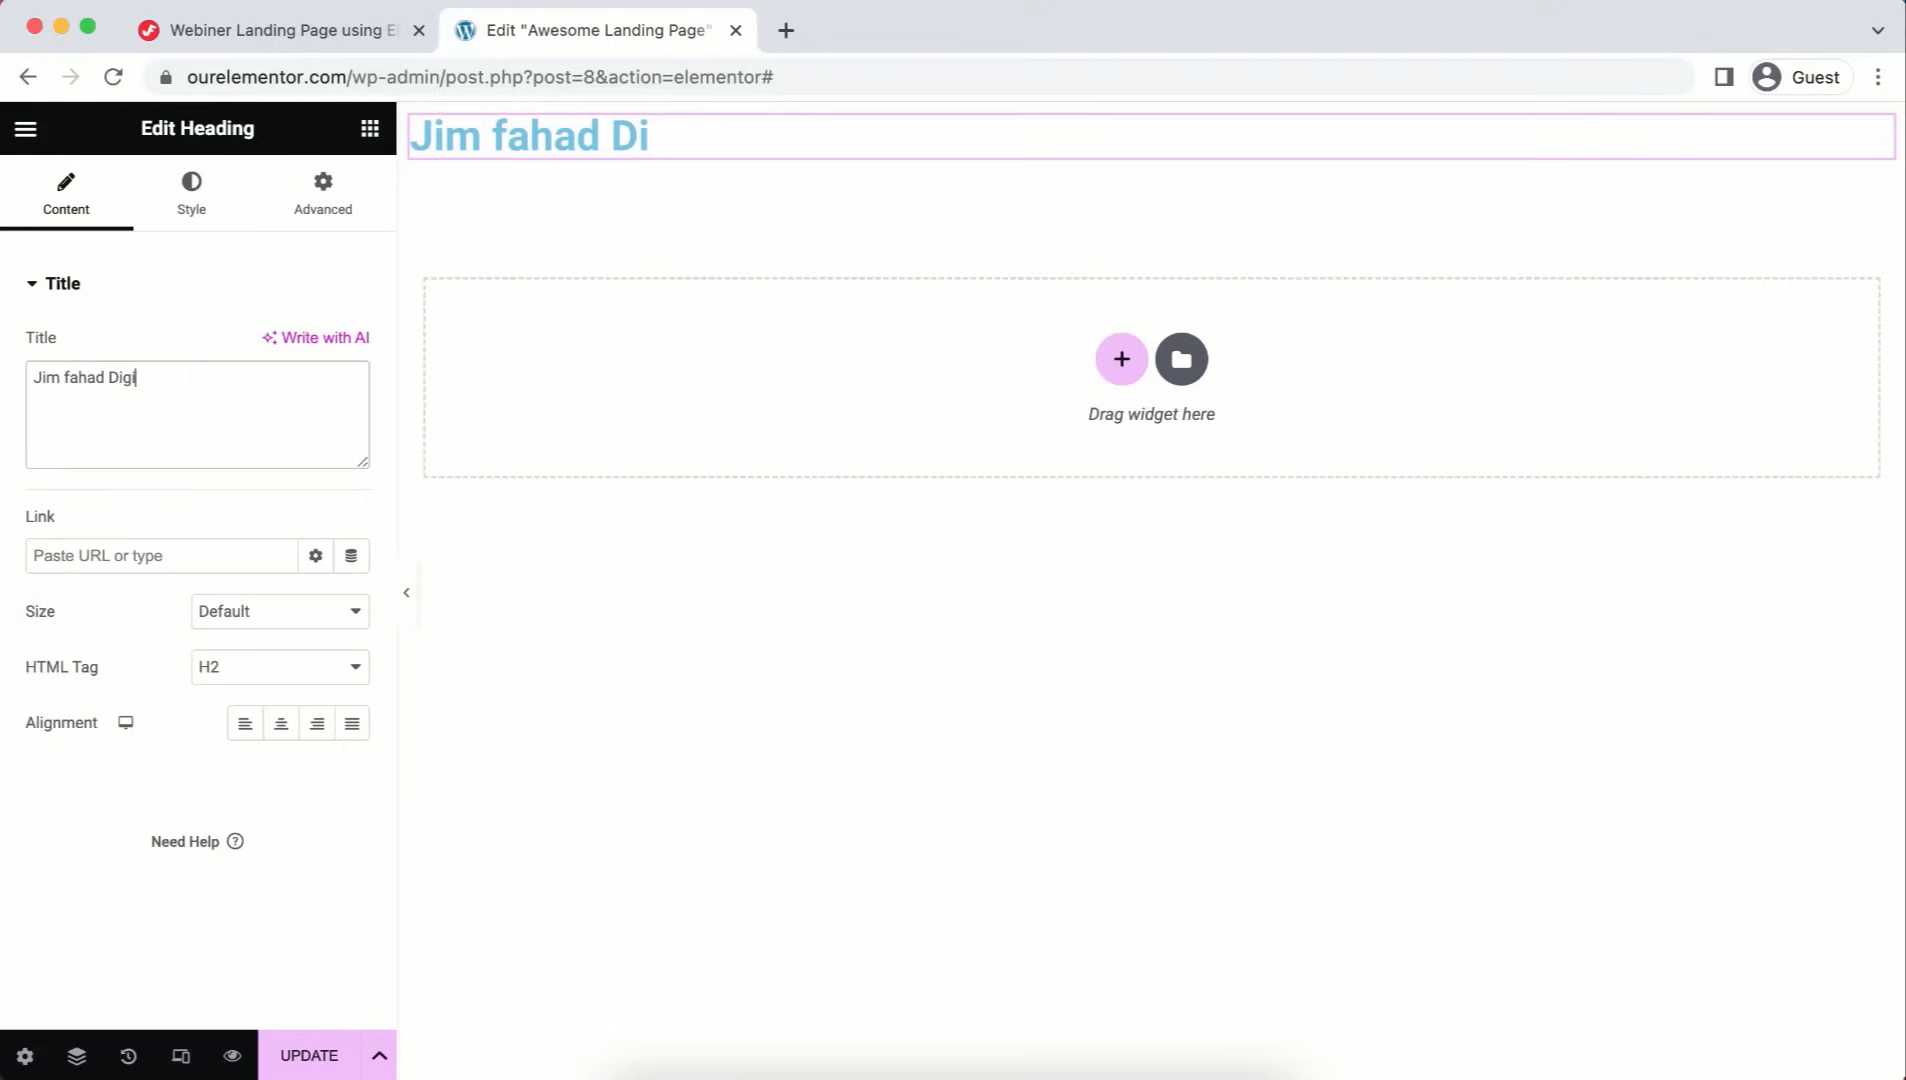 Webiner Landing Page using El
Edit "Awesome Landing Page"
ourelementor.com/wp-admin/post.php?post=8&action=elementor#
Guest
Edit Heading
Content
Style
Advanced
Title
Title
Write with AI
Jim fahad Digi
Link
Paste URL or type
Size
Default
HTML Tag
H2
Alignment
Need Help
UPDATE
Jim fahad Di
Drag widget here